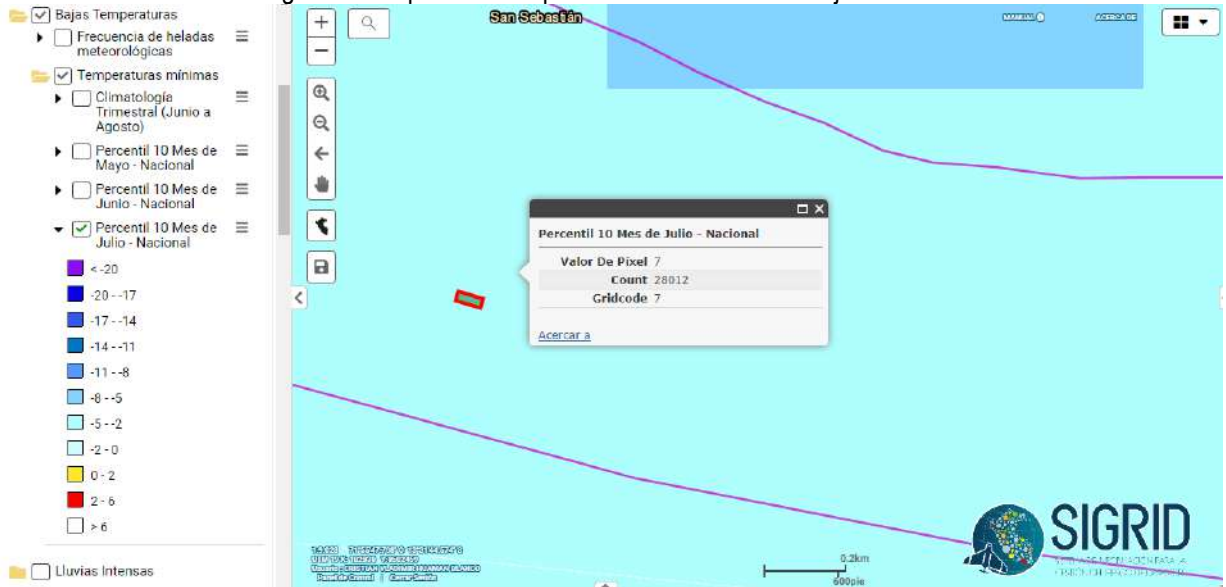 Bajas Temperaturas
Frecuencia de heladas
meteorológicas
Temperaturas mínimas
Climatología
Trimestral (Junio a
Agosto)
Percentil 10 Mes de
Mayo - Nacional
Percentil 10 Mes de
Junio - Nacional
Percentil 10 Mes de
Julio - Nacional
< -20
-20 - -17
-17 - -14
-14 - -11
-11 - -8
-8 - -5
-5 - -2
-2 - 0
0 - 2
2 - 6
> 6
Lluvias Intensas
+
−
San Sebastián
Percentil 10 Mes de Julio - Nacional
Valor De Píxel 7
Count 28012
Gridcode 7
Acercar a
0.2km
600pie
SIGRID